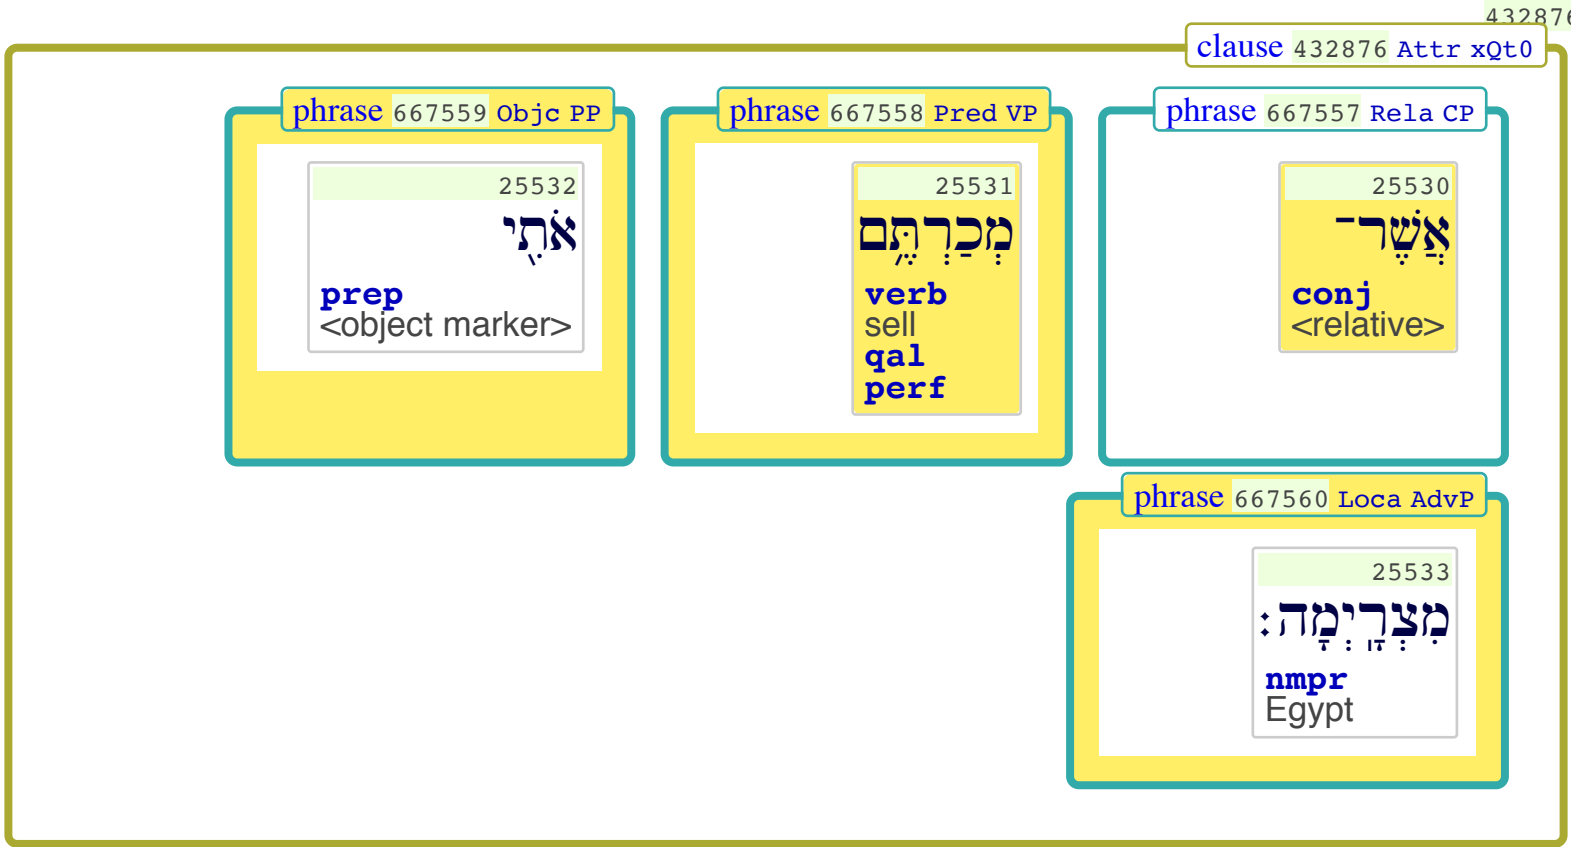 432876
clause 432876 Attr xQt0
phrase 667557 Rela CP
25530
אֲשֶׁר־
conj
<relative>
phrase 667558 Pred VP
25531
מְכַרְתֶּ֥ם
verb
sell
qal
perf
phrase 667559 Objc PP
25532
אֹתִ֖י
prep
<object marker>
phrase 667560 Loca AdvP
25533
מִצְרָֽיְמָה׃
nmpr
Egypt